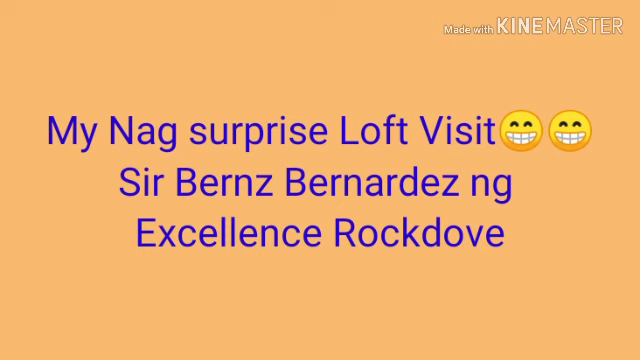 Made with KINEMASTER
My Nag surprise Loft Visit😁😁
Sir Bernz Bernardez ng
Excellence Rockdove